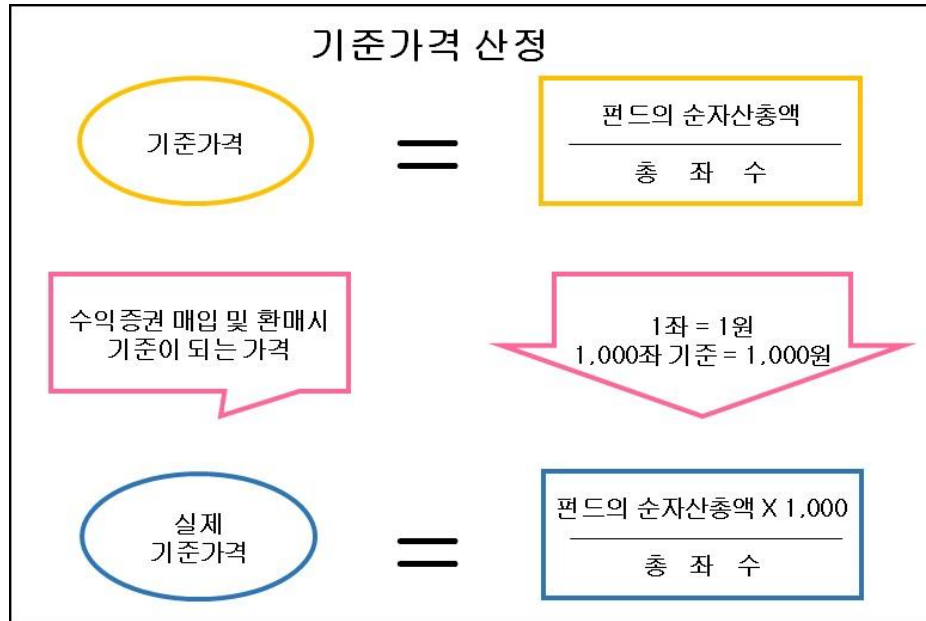 기준가격 산정
기준가격
=
펀드의 순자산총액
총 좌 수
수익증권 매입 및 환매시
기준이 되는 가격
1좌 = 1원
1,000좌 기준 = 1,000원
실제
기준가격
=
펀드의 순자산총액 X 1,000
총 좌 수